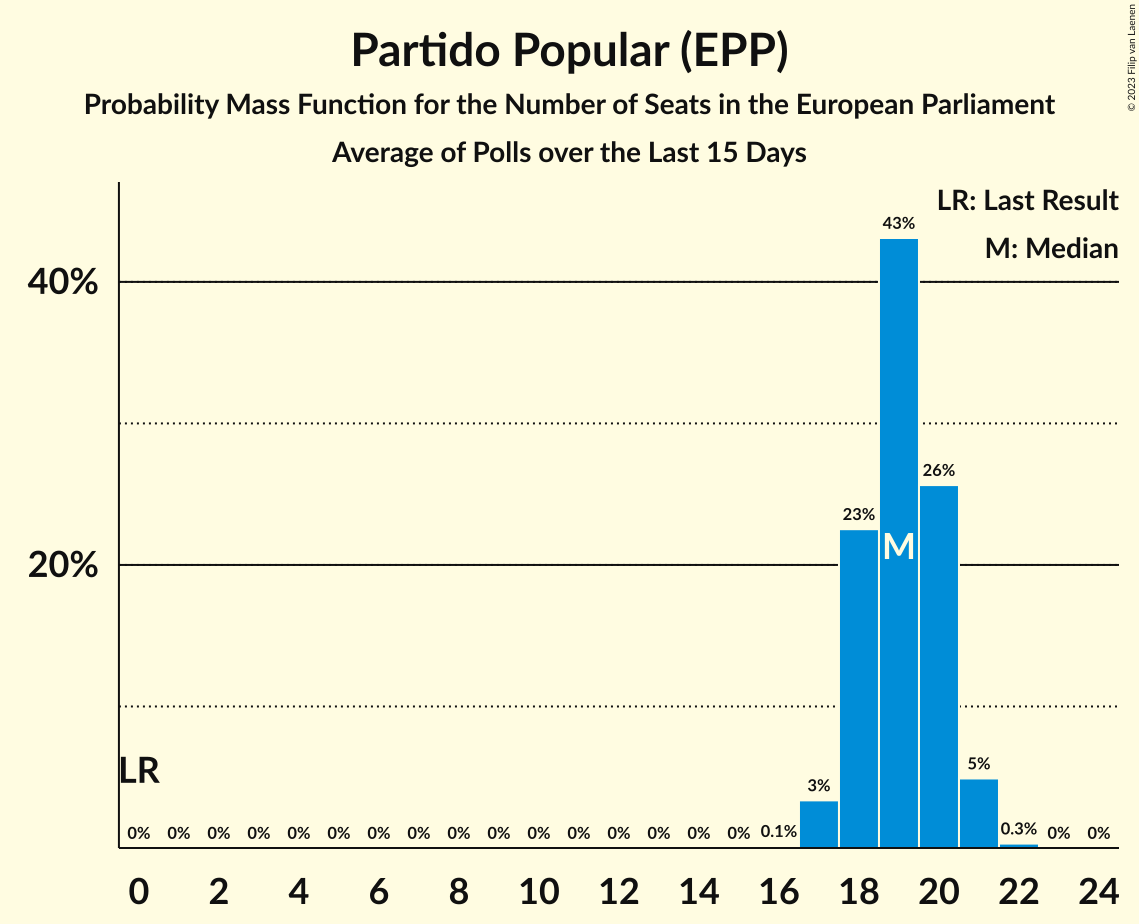 Partido Popular (EPP)
Probability Mass Function for the Number of Seats in the European Parliament
Average of Polls over the Last 15 Days
© 2023 Filip van Laenen
LR: Last Result
M: Median
43%
40%
26%
23%
M
20%
LR
5%
3%
0% 0% 0% 0% 0% 0% 0% 0% 0% 0% 0% 0% 0% 0% 0% 0% 0.1% 0.3% 0% 0%
0 2 4 6 8 10 12 14 16 18 20 22 24